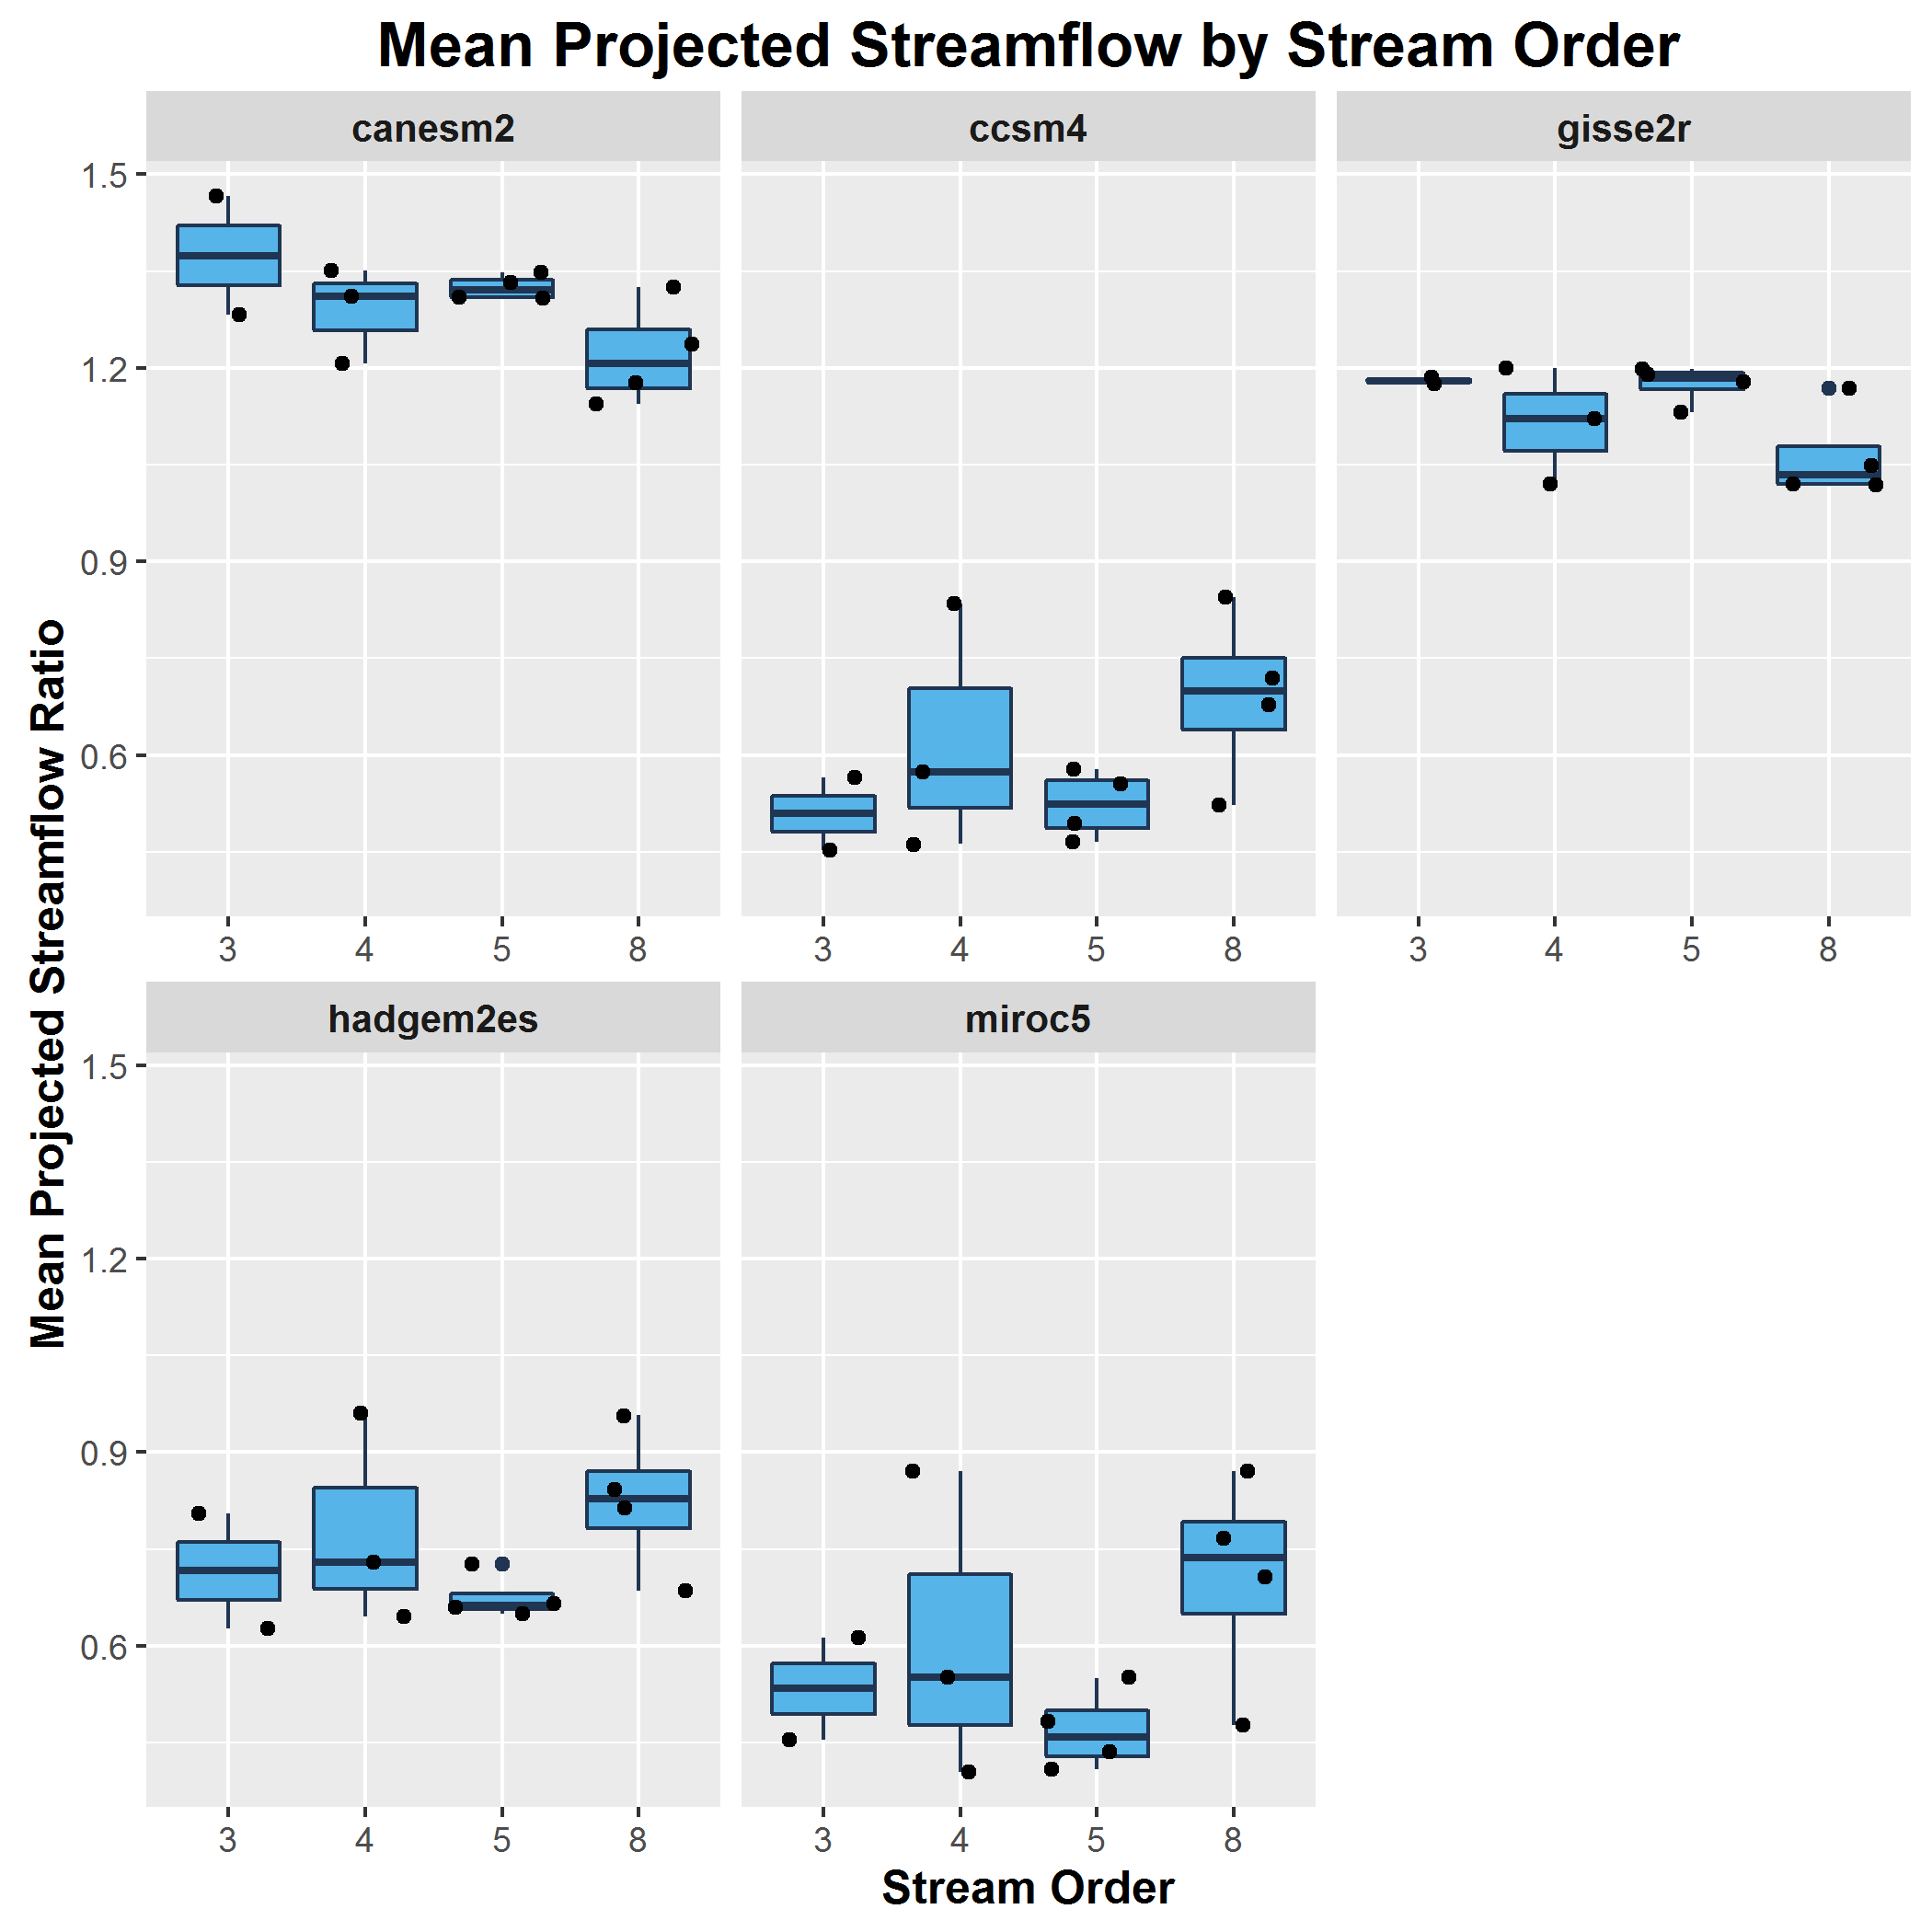 Mean Projected Streamflow by Stream Order
canesm2
ccsm4
gisse2r
1.5
1.2
0.9
0.6
3 4 5 8
3 4 5 8
3 4 5 8
Mean Projected Streamflow Ratio
hadgem2es
miroc5
1.5
1.2
0.9
0.6
3 4 5 8
3 4 5 8
Stream Order